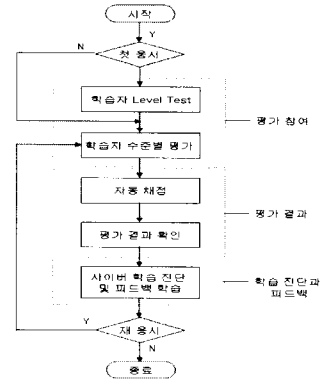 시작
Y
N
첫 응시
학습자 Level Test
평가 참여
학습자 수준별 평가
자동 채점
평가 결과
평가 결과 확인
사이버 학습 진단
및 피드백 학습
학습 진단과
피드백
Y
재 응시
N
종료